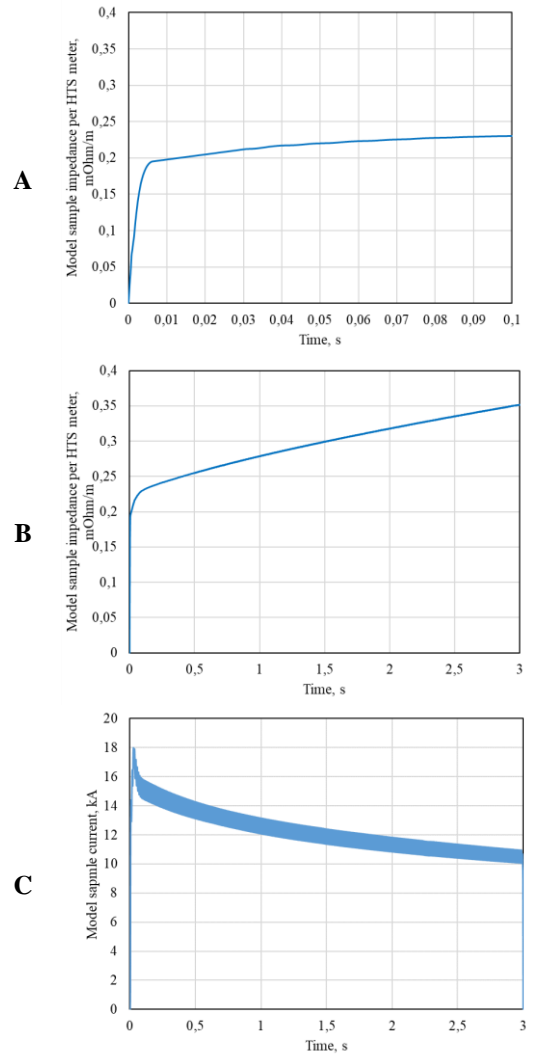 A
Model sample impedance per HTS meter,
mOhm/m
0,4
0,35
0,3
0,25
0,2
0,15
0,1
0,05
0
0 0,01 0,02 0,03 0,04 0,05 0,06 0,07 0,08 0,09 0,1
Time, s
B
Model sample impedance per HTS meter,
mOhm/m
0,4
0,35
0,3
0,25
0,2
0,15
0,1
0,05
0
0 0,5 1 1,5 2 2,5 3
Time, s
C
Model sapmle current, kA
20
18
16
14
12
10
8
6
4
2
0
0 0,5 1 1,5 2 2,5 3
Time, s